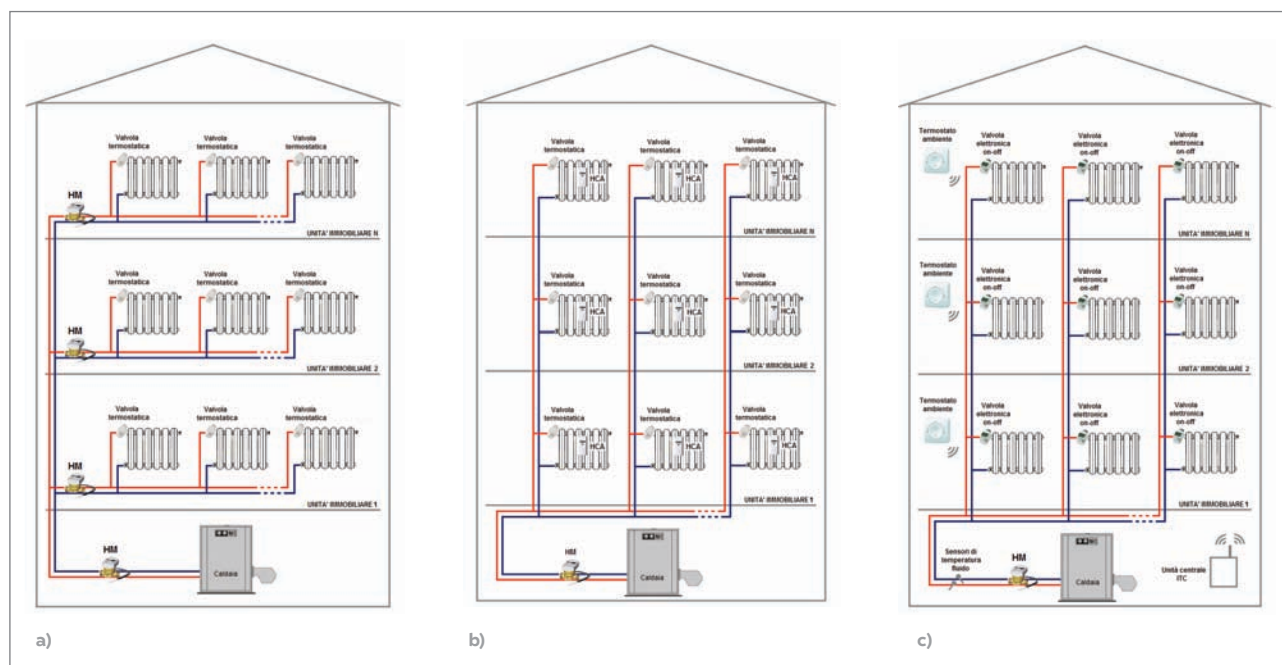 Valvola
termostatica
Valvola
termostatica
Valvola
termostatica
HM
UNITA' IMMOBILIARE N
Valvola
termostatica
Valvola
termostatica
Valvola
termostatica
HM
UNITA' IMMOBILIARE 2
Valvola
termostatica
Valvola
termostatica
Valvola
termostatica
HM
UNITA' IMMOBILIARE 1
HM
Caldaia
a)
Valvola
termostatica
Valvola
termostatica
Valvola
termostatica
HCA
HCA
HCA
UNITA' IMMOBILIARE N
Valvola
termostatica
Valvola
termostatica
Valvola
termostatica
HCA
HCA
HCA
UNITA' IMMOBILIARE 2
Valvola
termostatica
Valvola
termostatica
Valvola
termostatica
HCA
HCA
HCA
UNITA' IMMOBILIARE 1
HM
Caldaia
b)
Termostato
ambiente
Valvola
elettronica
on-off
Valvola
elettronica
on-off
Valvola
elettronica
on-off
UNITA' IMMOBILIARE N
Termostato
ambiente
Valvola
elettronica
on-off
Valvola
elettronica
on-off
Valvola
elettronica
on-off
UNITA' IMMOBILIARE 2
Termostato
ambiente
Valvola
elettronica
on-off
Valvola
elettronica
on-off
Valvola
elettronica
on-off
UNITA' IMMOBILIARE 1
Sensori di
temperatura
fluido
HM
Caldaia
Unità centrale
ITC
c)